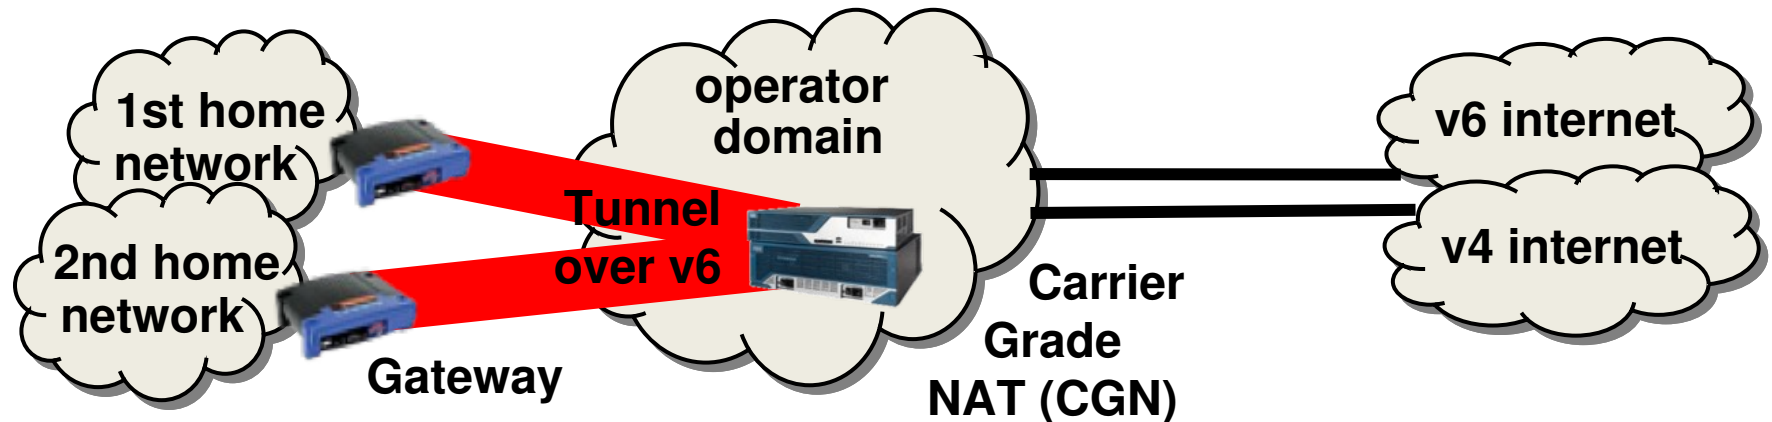 1st home
network
2nd home
network
Gateway
Tunnel
over v6
operator
domain
Carrier
Grade
NAT (CGN)
v6 internet
v4 internet